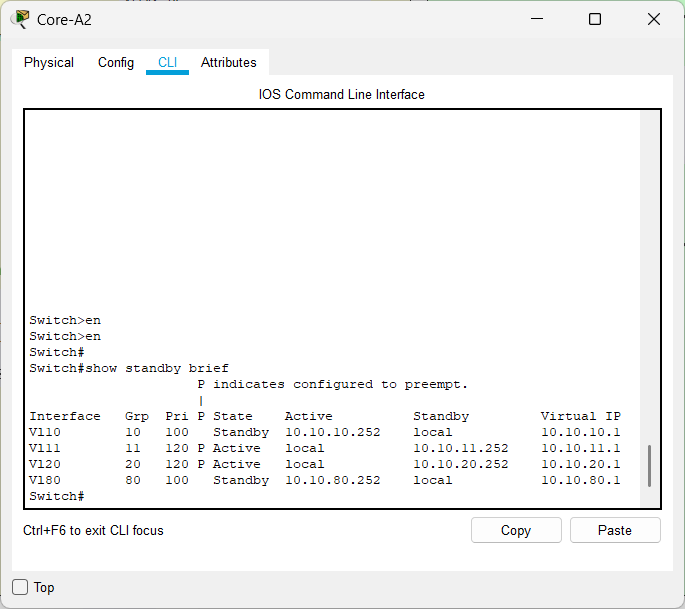 Core-A2
Physical Config CLI Attributes
IOS Command Line Interface
Switch>en
Switch>en
Switch#
Switch#show standby brief
                     P indicates configured to preempt.
                     |
Interface   Grp  Pri P State    Active          Standby         Virtual IP
Vl10        10   100   Standby  10.10.10.252    local           10.10.10.1
Vl11        11   120 P Active   local           10.10.11.252    10.10.11.1
Vl20        20   120 P Active   local           10.10.20.252    10.10.20.1
Vl80        80   100   Standby  10.10.80.252    local           10.10.80.1
Switch#
Ctrl+F6 to exit CLI focus Copy Paste
Top